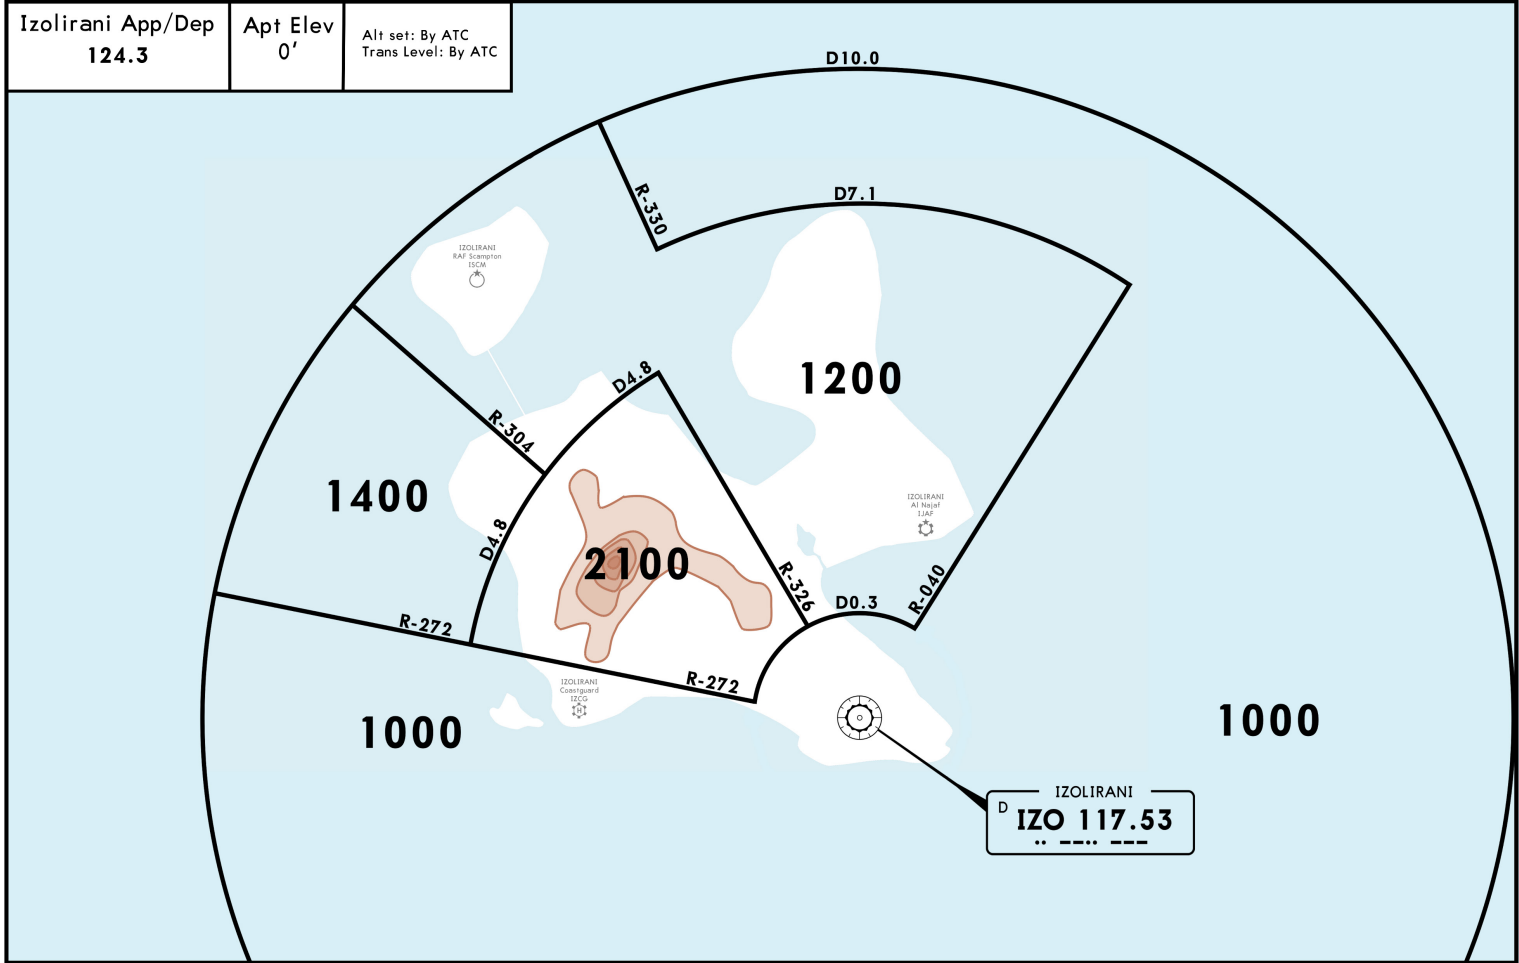 Izolirani App/Dep
124.3
Apt Elev
0'
Alt set: By ATC
Trans Level: By ATC
D10.0
R-330
D7.1
IZOLIRANI
RAF Scampton
ISCM
D4.8
1200
R-304
1400
D4.8
IZOLIRANI
Al Najaf
IJAF
2100
R-326
D0.3
R-040
R-272
R-272
IZOLIRANI
Coastguard
IZCG
H
1000
1000
IZOLIRANI
D
IZO 117.53